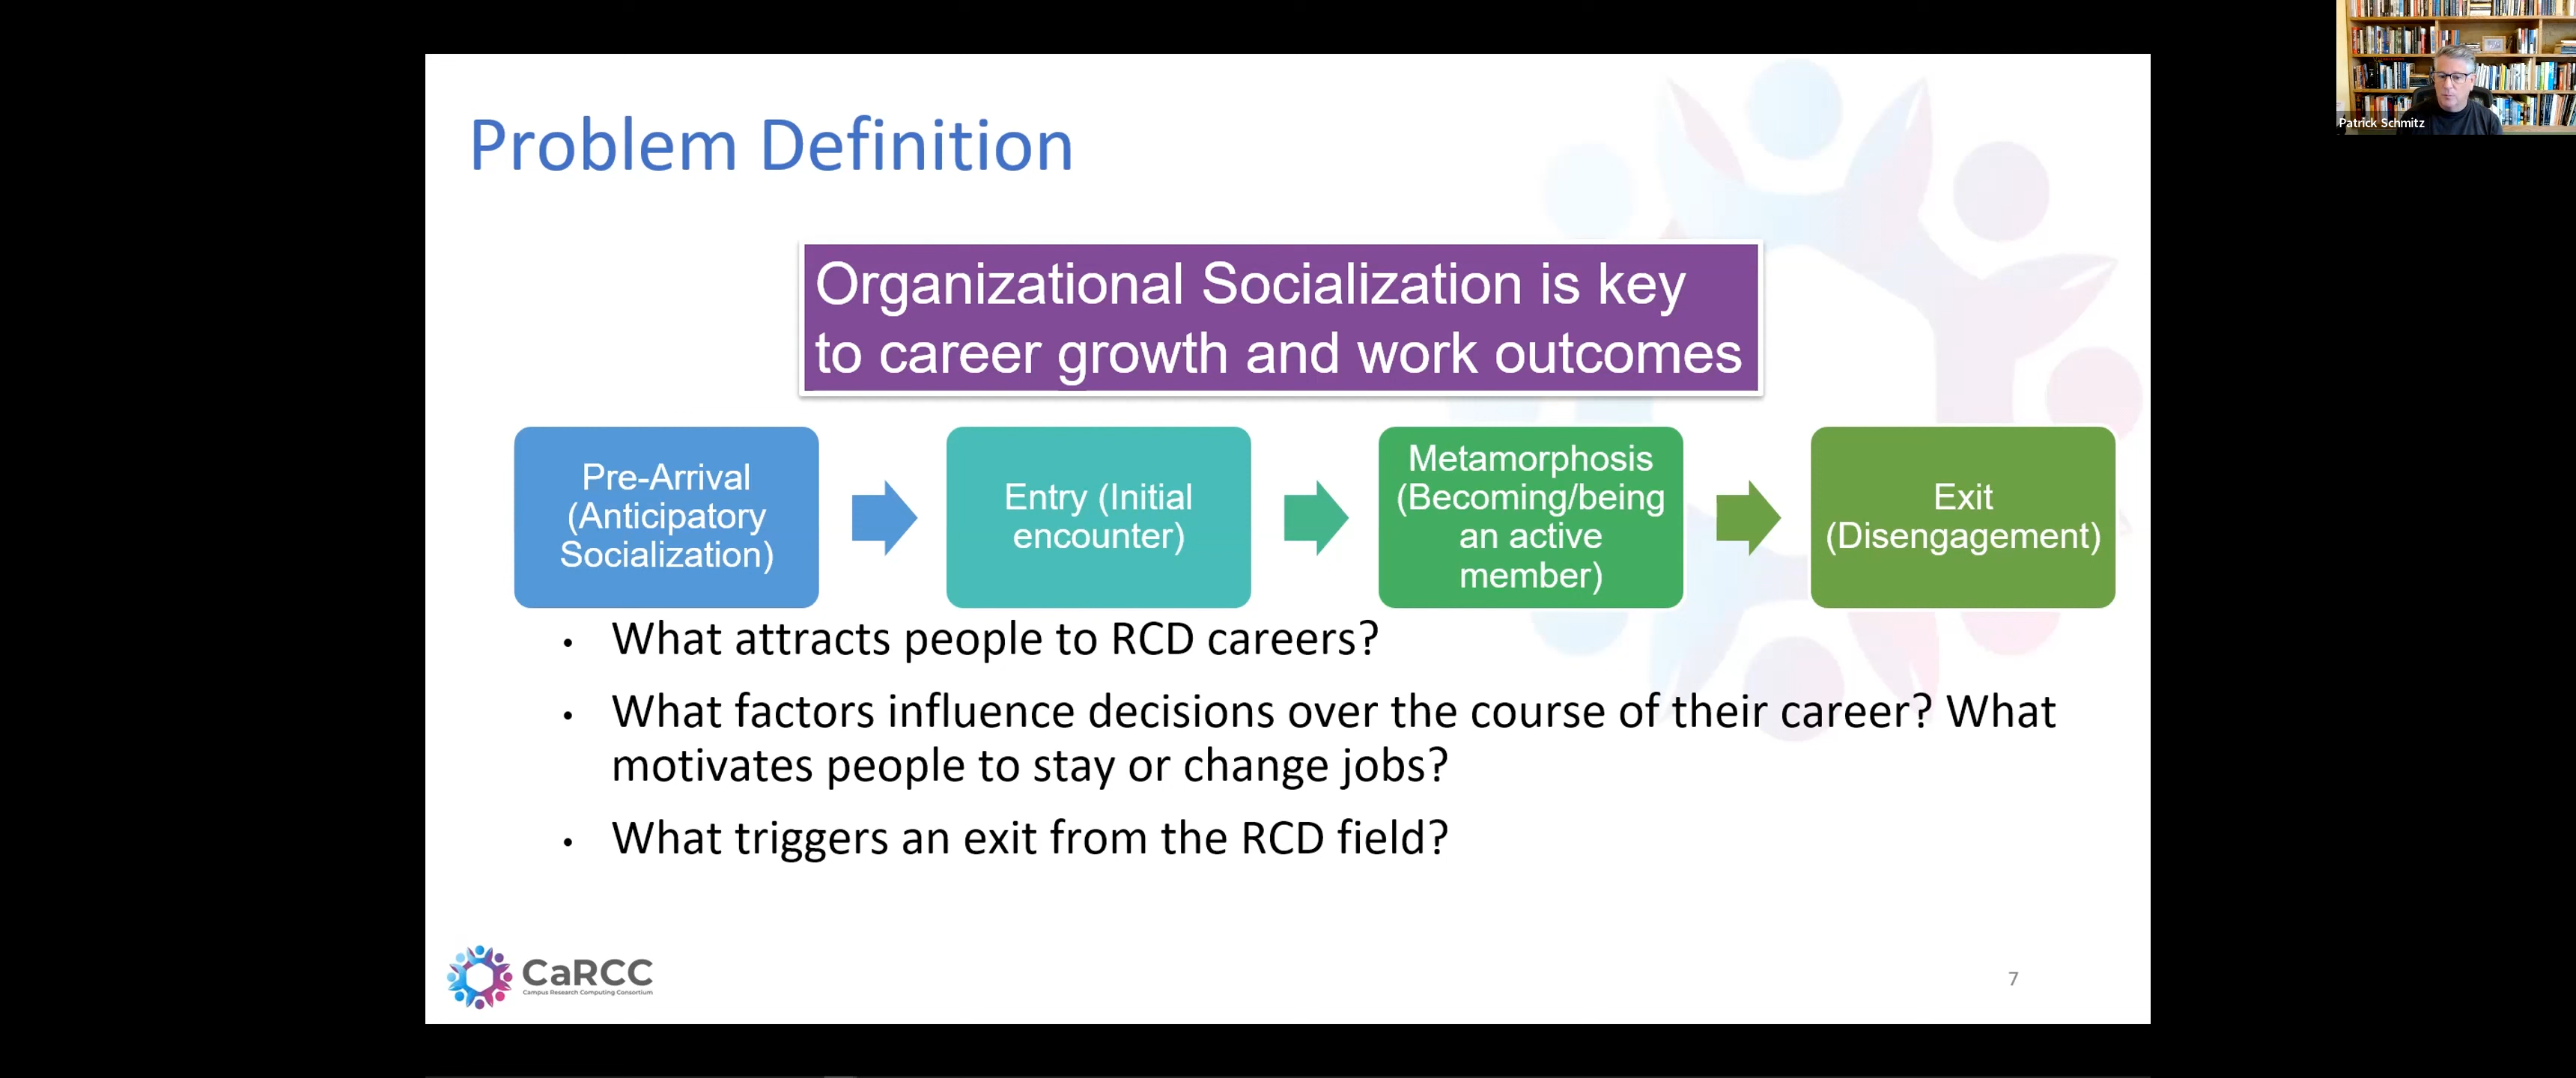 Patrick Schmitz
Problem Definition
Organizational Socialization is key
to career growth and work outcomes
Pre-Arrival
(Anticipatory
Socialization)
Entry (Initial
encounter)
Metamorphosis
(Becoming/being
an active
member)
Exit
(Disengagement)
• What attracts people to RCD careers?
• What factors influence decisions over the course of their career? What
motivates people to stay or change jobs?
• What triggers an exit from the RCD field?
CaRCC
Campus Research Computing Consortium
7